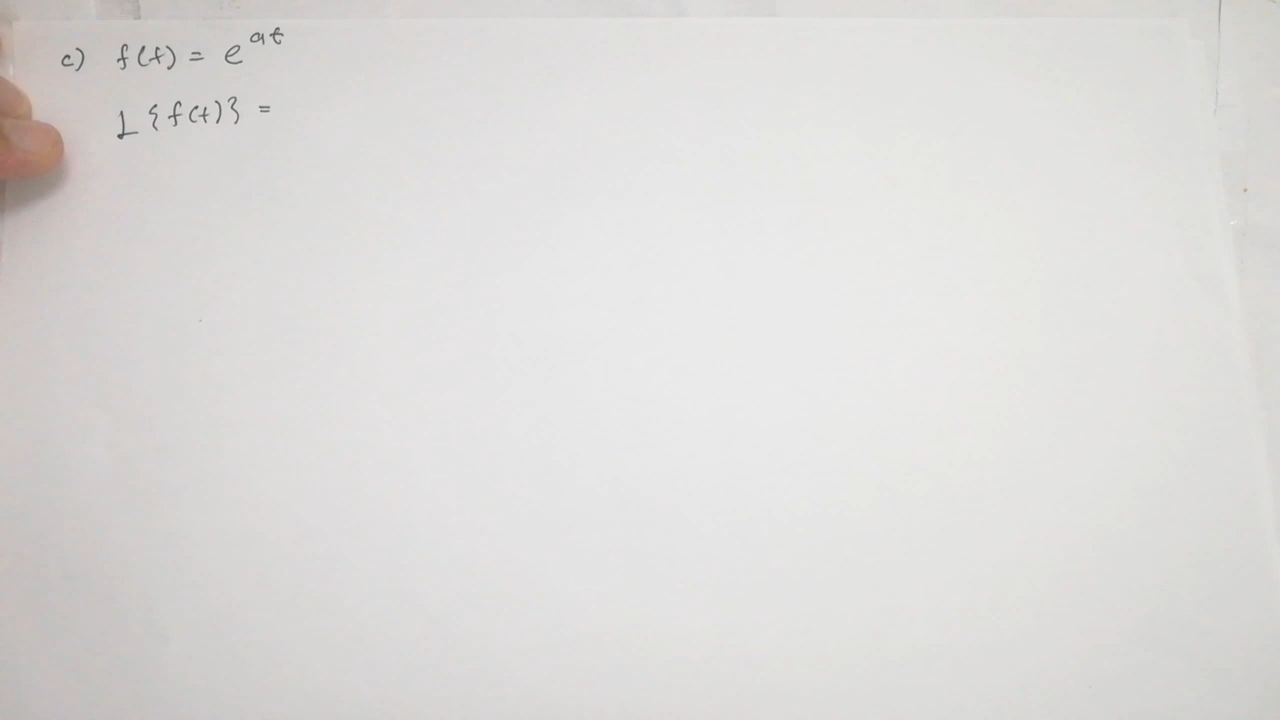 c) f(t) = e^{at}
L{f(t)} =